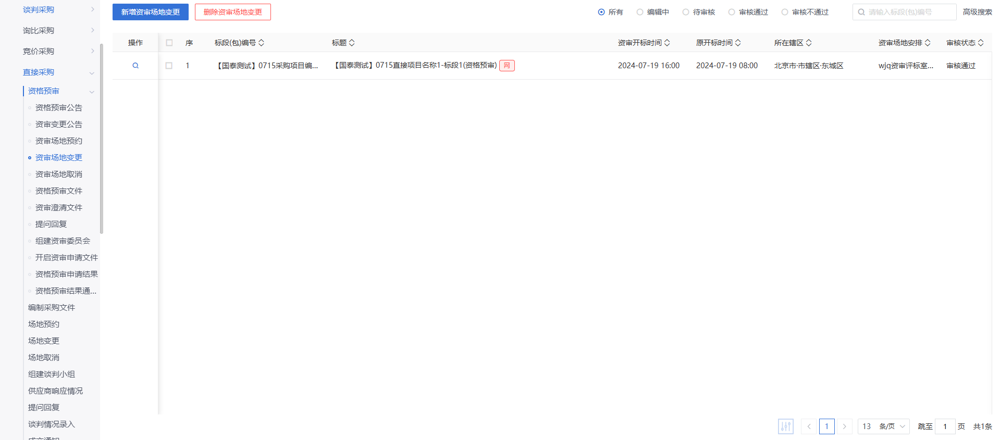 谈判采购
询比采购
竞价采购
直接采购
资格预审
资格预审公告
资审变更公告
资审场地预约
资审场地变更
资审场地取消
资格预审文件
资审澄清文件
提问回复
组建资审委员会
开启资审申请文件
资格预审申请结果
资格预审结果通...
编制采购文件
场地预约
场地变更
场地取消
组建谈判小组
供应商响应情况
提问回复
谈判情况录入
新增资审场地变更 删除资审场地变更 所有 编辑中 待审核 审核通过 审核不通过 请输入标段(包)编号 高级搜索
操作 序 标段(包)编号 标题 资审开标时间 原开标时间 所在辖区 资审场地安排 审核状态
1 【国泰测试】0715采购项目编... 【国泰测试】0715直接项目名称1-标段1(资格预审) 网 2024-07-19 16:00 2024-07-19 08:00 北京市·市辖区·东城区 wjq资审评标室... 审核通过
1 13 条/页 跳至 1 页 共1条